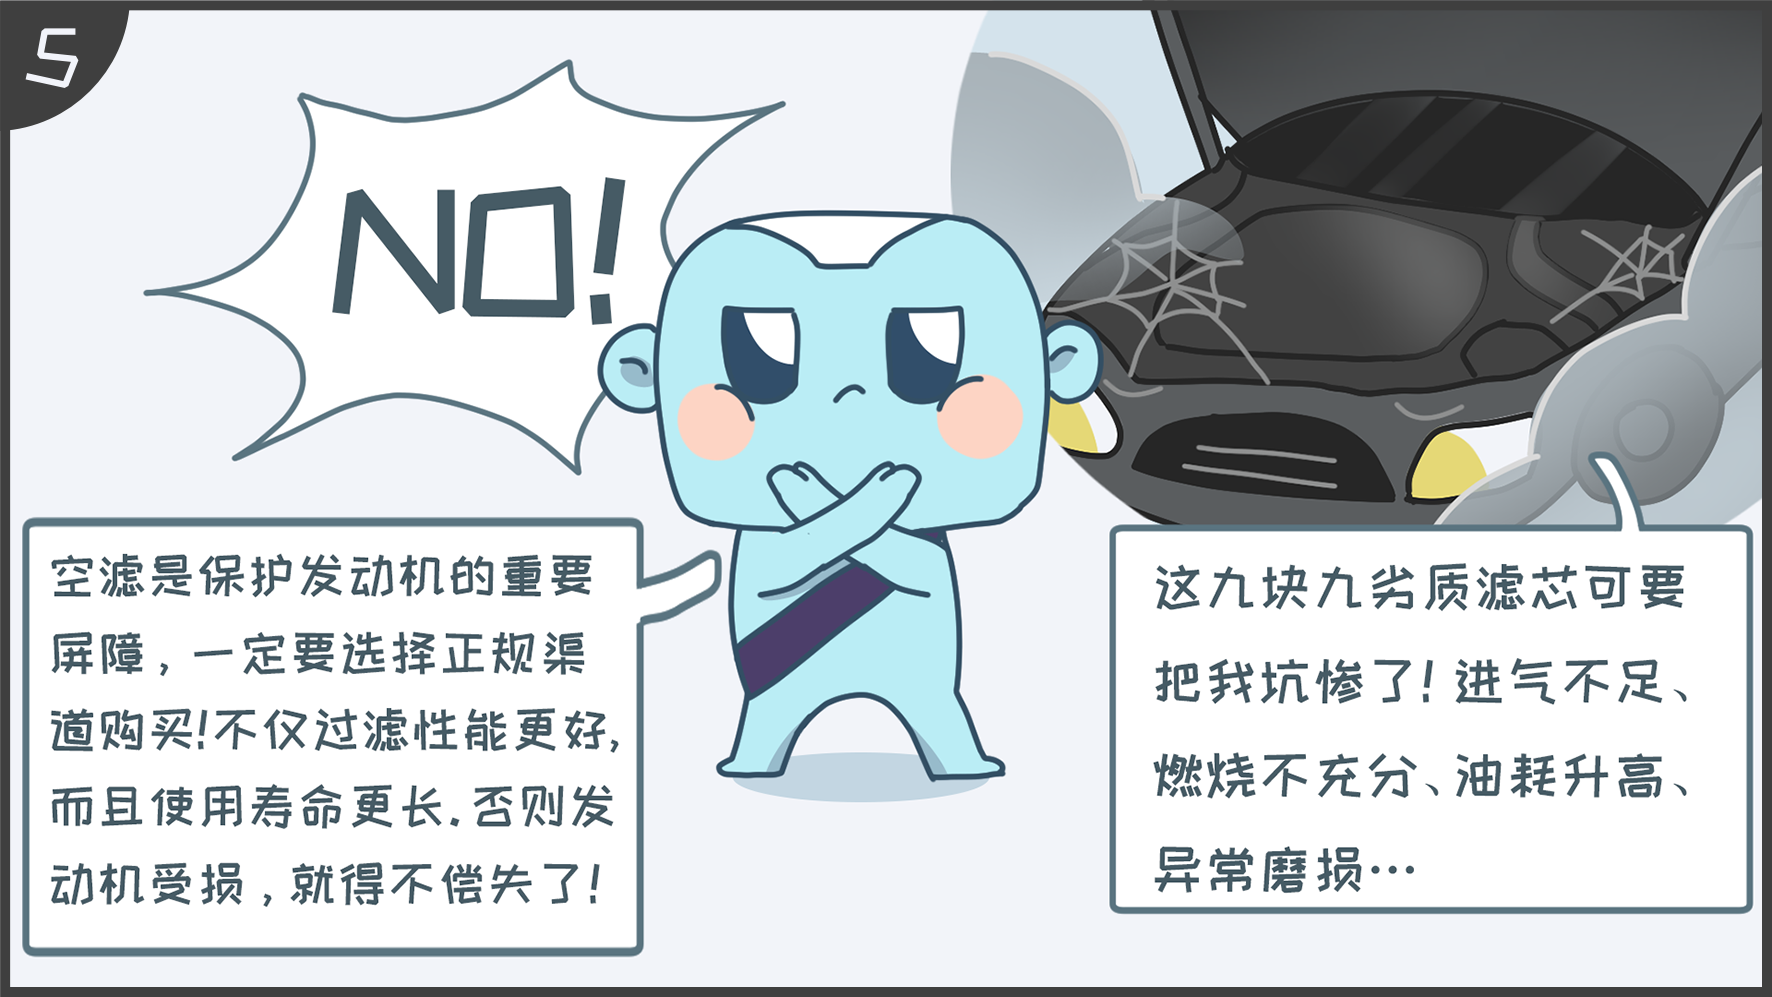 5
NO!
空滤是保护发动机的重要
屏障，一定要选择正规渠
道购买!不仅过滤性能更好,
而且使用寿命更长.否则发
动机受损,就得不偿失了!
这九块九劣质滤芯可要
把我坑惨了!进气不足、
燃烧不充分、油耗升高、
异常磨损…